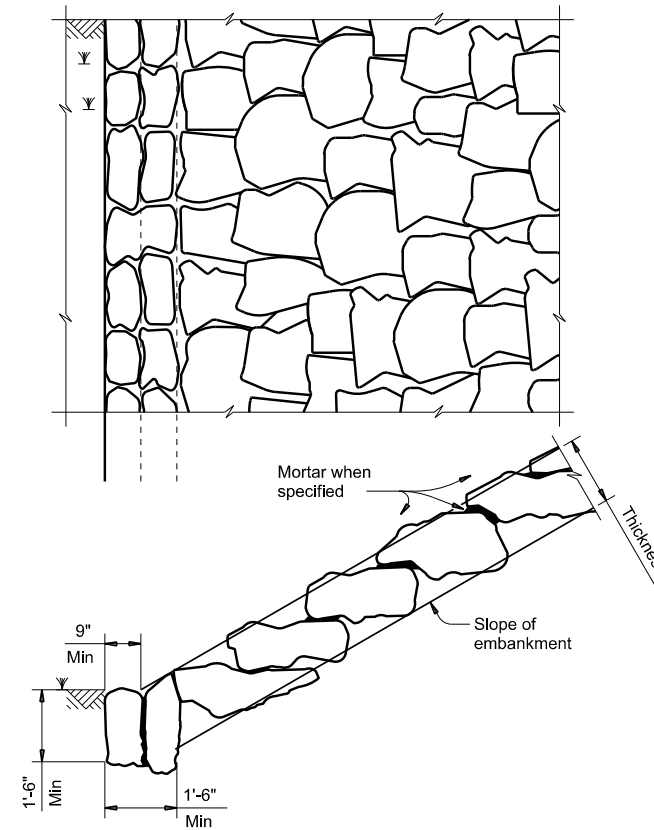 Mortar when
specified
Slope of
embankment
9"
Min
1'-6"
Min
1'-6"
Min